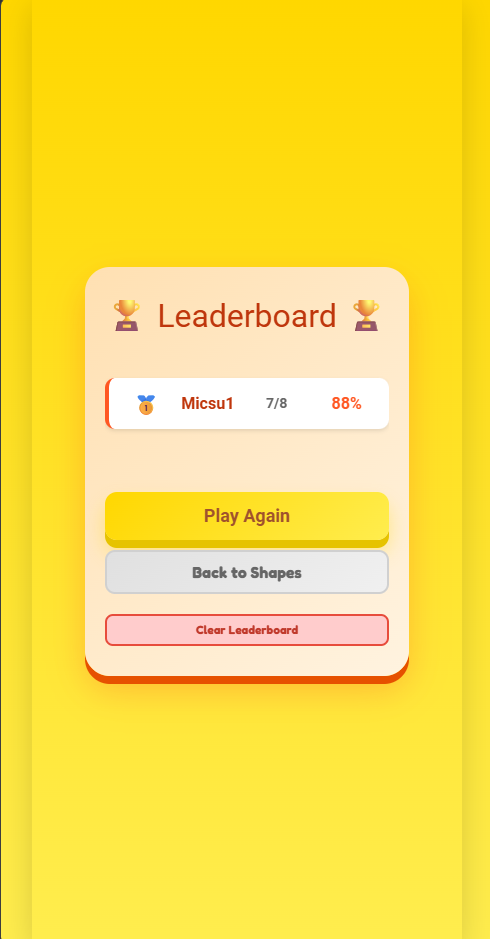 🏆 Leaderboard 🏆
🥇 Micsu1 7/8 88%
Play Again
Back to Shapes
Clear Leaderboard